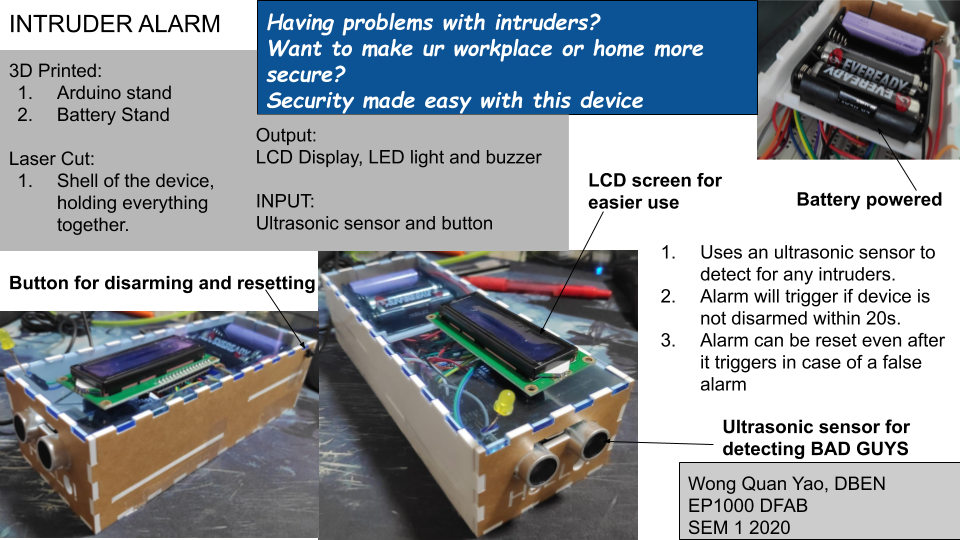 INTRUDER ALARM
Having problems with intruders?
Want to make ur workplace or home more
secure?
Security made easy with this device
3D Printed:
1. Arduino stand
2. Battery Stand
Laser Cut:
1. Shell of the device,
holding everything
together.
Output:
LCD Display, LED light and buzzer
INPUT:
Ultrasonic sensor and button
EVEREADY
EVEREADY
Battery powered
LCD screen for
easier use
Button for disarming and resetting
1. Uses an ultrasonic sensor to
detect for any intruders.
2. Alarm will trigger if device is
not disarmed within 20s.
3. Alarm can be reset even after
it triggers in case of a false
alarm
Ultrasonic sensor for
detecting BAD GUYS
Wong Quan Yao, DBEN
EP1000 DFAB
SEM 1 2020